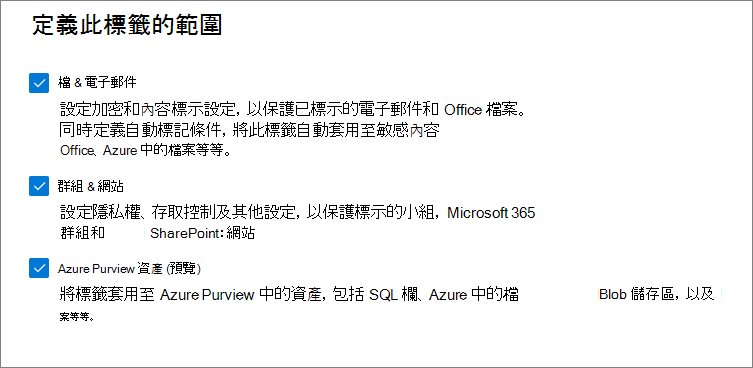 定義此標籤的範圍
檔 & 電子郵件
設定加密和內容標示設定，以保護已標示的電子郵件和 Office 檔案。
同時定義自動標記條件，將此標籤自動套用至敏感內容
Office、Azure 中的檔案等等。
群組 & 網站
設定隱私權、存取控制及其他設定，以保護標示的小組，Microsoft 365
群組和 SharePoint：網站
Azure Purview 資產 (預覽)
將標籤套用至 Azure Purview 中的資產，包括 SQL 欄、Azure 中的檔 Blob 儲存區，以及
案等等。